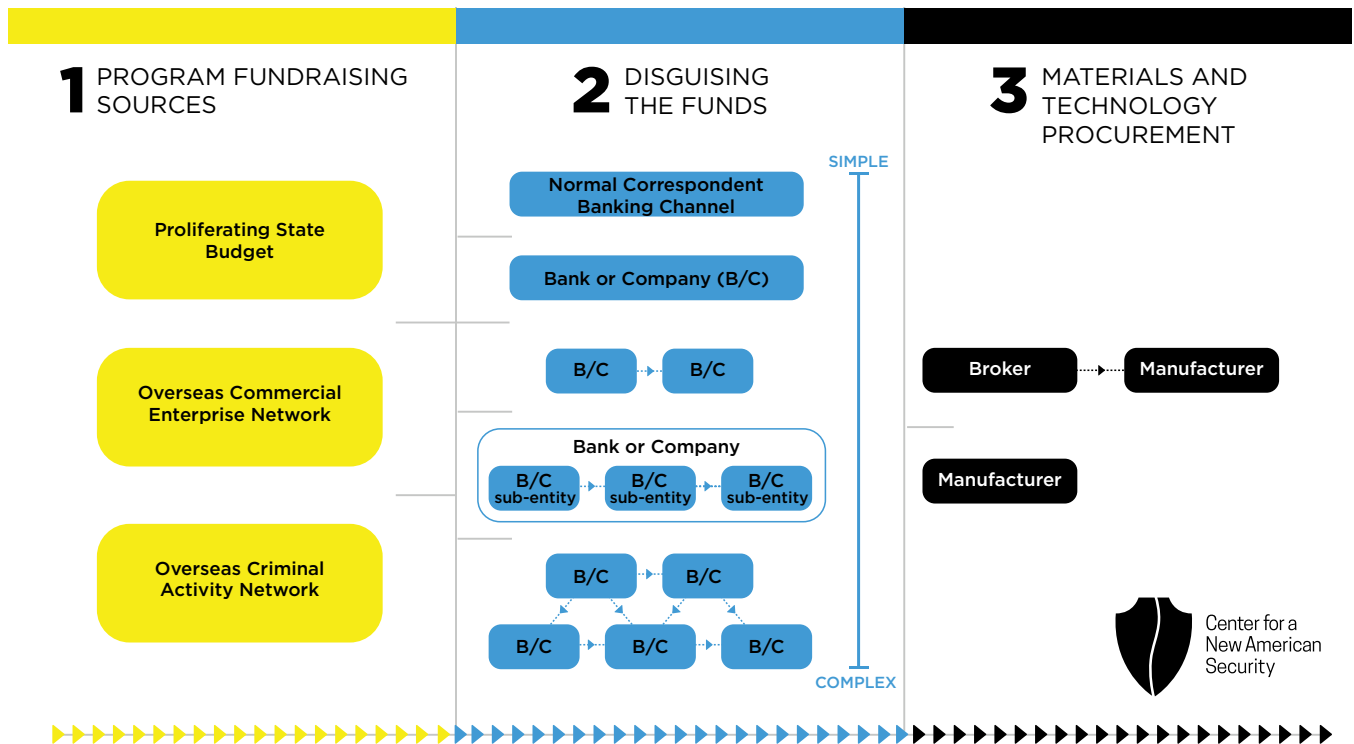 1 PROGRAM FUNDRAISING
SOURCES
Proliferating State
Budget
Overseas Commercial
Enterprise Network
Overseas Criminal
Activity Network
2 DISGUISING
THE FUNDS
SIMPLE
Normal Correspondent
Banking Channel
Bank or Company (B/C)
B/C B/C
Bank or Company
B/C B/C B/C
sub-entity sub-entity sub-entity
B/C B/C
B/C B/C B/C
COMPLEX
3 MATERIALS AND
TECHNOLOGY
PROCUREMENT
Broker Manufacturer
Manufacturer
Center for a
New American
Security